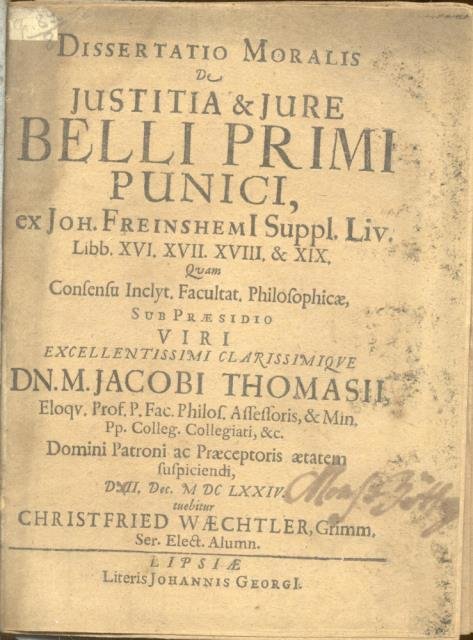 DISSERTATIO MORALIS
De
JUSTITIA & JURE
BELLI PRIMI
PUNICI,
ex JOH. FREINSHEMI Suppl. Liv.
Libb. XVI. XVII. XVIII. & XIX.
Quam
Conſenſu Inclyt. Facultat. Philoſophicæ,
SUB PRÆSIDIO
VIRI
EXCELLENTISSIMI CLARISSIMIQVE
DN. M. JACOBI THOMASII,
Eloqv. Prof. P. Fac. Philoſ. Aſſeſſoris, & Min.
Pp. Colleg. Collegiati, &c.
Domini Patroni ac Præceptoris ætatem
ſuſpiciendi,
Dec. M DC LXXIV.
tuebitur
CHRISTFRIED WÆCHTLER, Grimm.
Ser. Elect. Alumn.
LIPSIÆ
Literis JOHANNIS GEORGI.